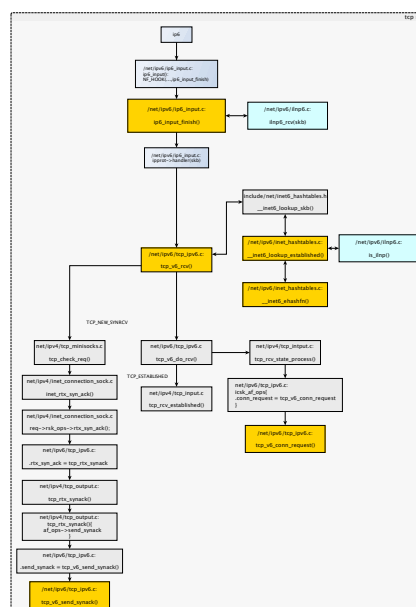 tcp
ip6
/net/ipv6/ip6_input.c:
ip6_input()
NF_HOOK(...,ip6_input_finish)
/net/ipv6/ip6_input.c:
ip6_input_finish()
/net/ipv6/ilnp6.c:
ilnp6_rcv(skb)
/net/ipv6/ip6_input.c:
ipprot->handler(skb)
include/net/inet6_hashtables.h
__inet6_lookup_skb()
/net/ipv6/tcp_ipv6.c:
tcp_v6_rcv()
/net/ipv6/inet_hashtables.c:
__inet6_lookup_established()
/net/ipv6/ilnp6.c:
is_ilnp()
/net/ipv6/inet_hashtables.c:
__inet6_ehashfn()
TCP_NEW_SYNRCV
net/ipv4/tcp_minisocks.c:
tcp_check_req()
net/ipv6/tcp_ipv6.c:
tcp_v6_do_rcv()
net/ipv4/tcp_intput.c:
tcp_rcv_state_process()
TCP_ESTABLISHED
net/ipv4/inet_connection_sock.c:
inet_rtx_syn_ack()
net/ipv4/tcp_input.c:
tcp_rcv_established()
net/ipv6/tcp_ipv6.c:
icsk_af_ops{
.conn_request = tcp_v6_conn_request
}
net/ipv4/inet_connection_sock.c:
req->rsk_ops->rtx_syn_ack();
/net/ipv6/tcp_ipv6.c:
tcp_v6_conn_request()
net/ipv6/tcp_ipv6.c:
.rtx_syn_ack = tcp_rtx_synack
net/ipv4/tcp_output.c:
tcp_rtx_synack()
net/ipv4/tcp_output.c:
tcp_rtx_synack(){
af_ops->send_synack
}
net/ipv6/tcp_ipv6.c:
.send_synack = tcp_v6_send_synack()
/net/ipv6/tcp_ipv6.c:
tcp_v6_send_synack()